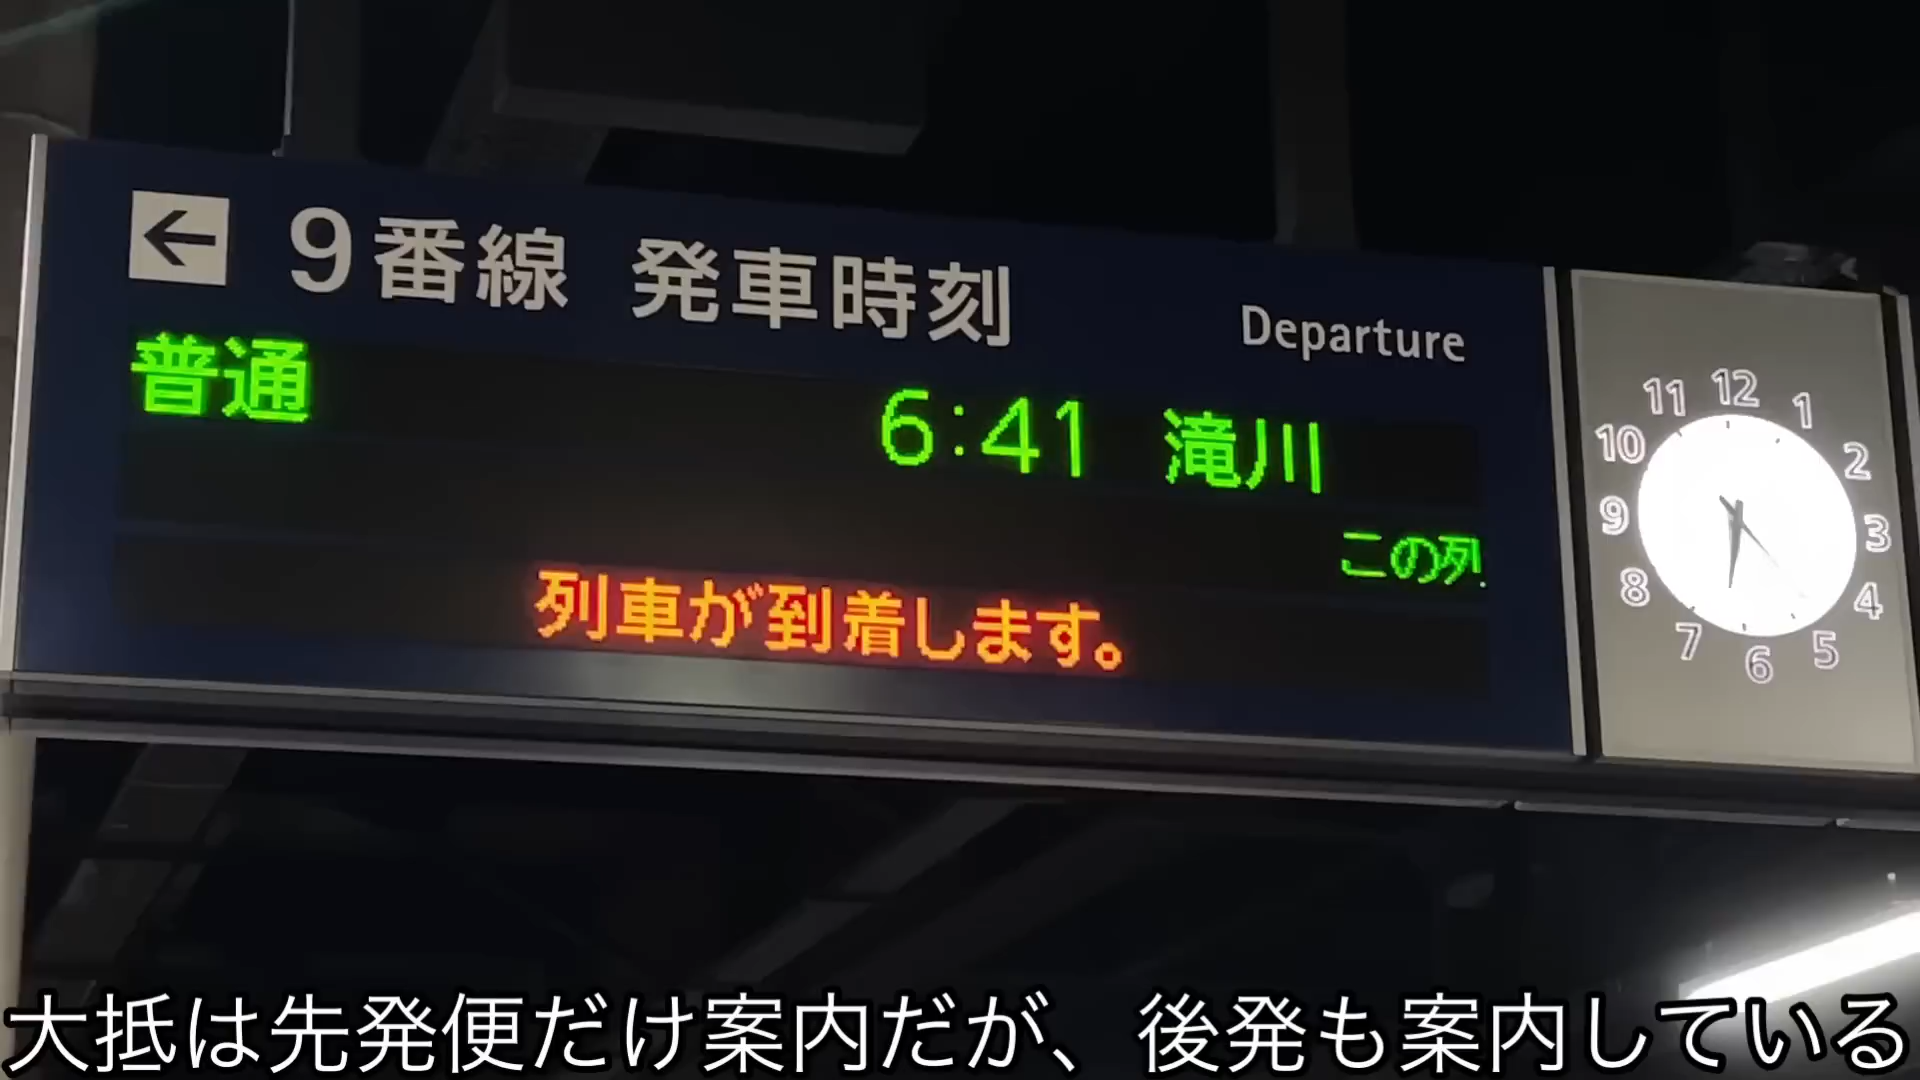 ← 9番線 発車時刻 Departure
普通 6:41 滝川
この列
列車が到着します。
12
1
2
3
4
5
6
7
8
9
10
11
大抵は先発便だけ案内だが、後発も案内している